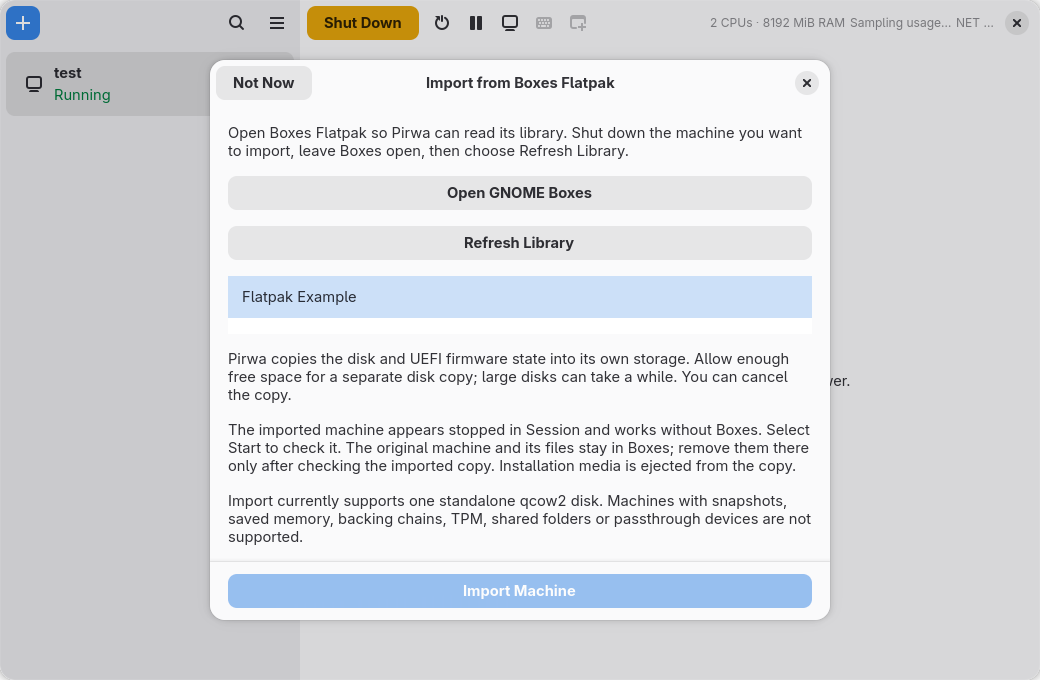 Shut Down
2 CPUs · 8192 MiB RAM Sampling usage... NET ...
test
Running
Not Now
Import from Boxes Flatpak
Open Boxes Flatpak so Pirwa can read its library. Shut down the machine you want
to import, leave Boxes open, then choose Refresh Library.
Open GNOME Boxes
Refresh Library
Flatpak Example
Pirwa copies the disk and UEFI firmware state into its own storage. Allow enough
free space for a separate disk copy; large disks can take a while. You can cancel
the copy.
The imported machine appears stopped in Session and works without Boxes. Select
Start to check it. The original machine and its files stay in Boxes; remove them there
only after checking the imported copy. Installation media is ejected from the copy.
Import currently supports one standalone qcow2 disk. Machines with snapshots,
saved memory, backing chains, TPM, shared folders or passthrough devices are not
supported.
Import Machine